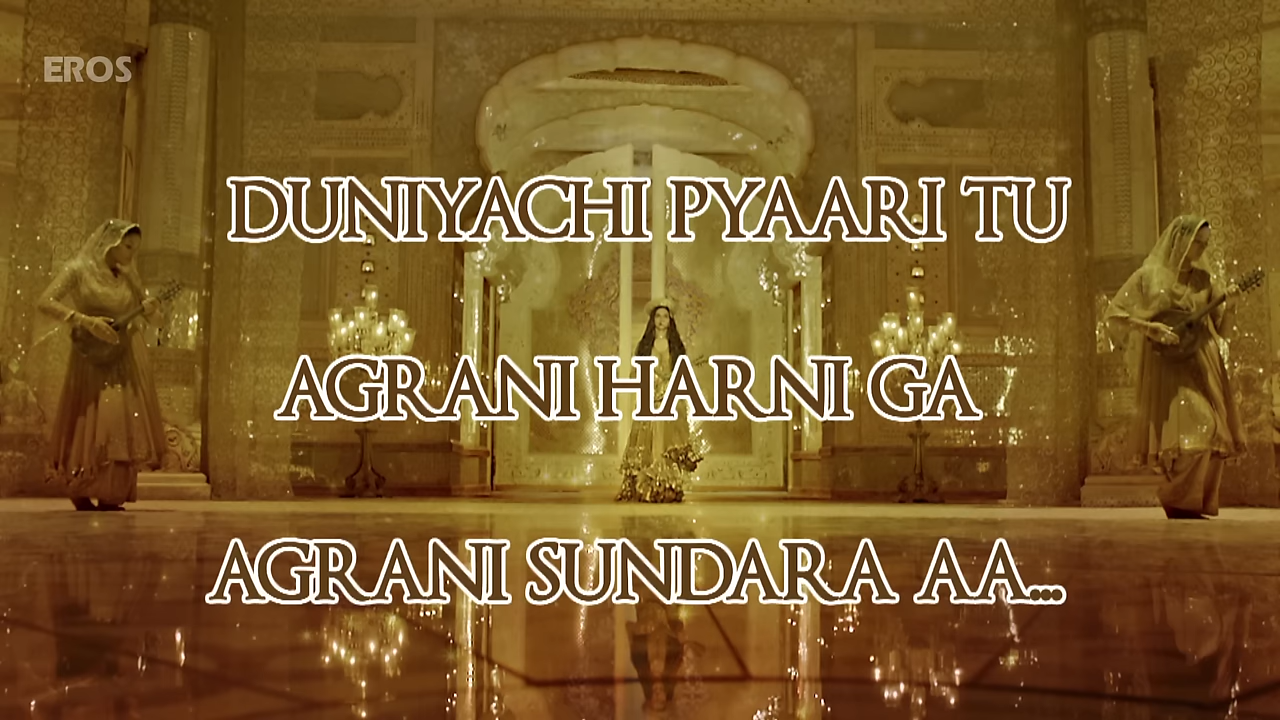 EROS
DUNIYACHI PYAARI TU
AGRANI HARNI GA
AGRANI SUNDARA AA...